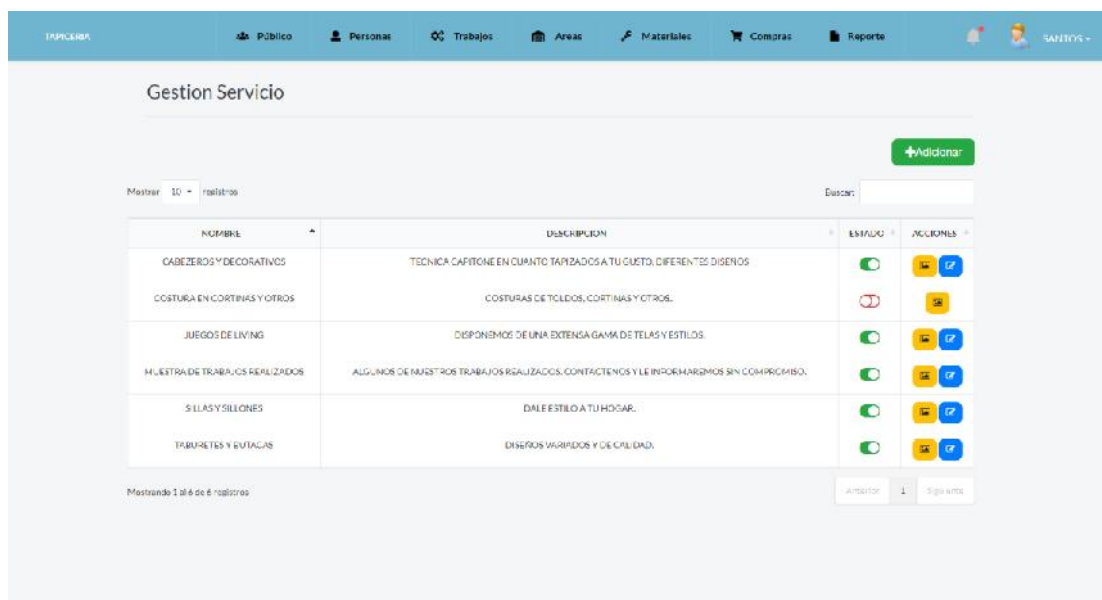 TAPICERIA Público Personas Trabajos Areas Materiales Compras Reporte SANTOS
Gestion Servicio
+Adicionar
Mostrar 10 registros Buscar:
NOMBRE DESCRIPCION ESTADO ACCIONES
CABEZEROS Y DECORATIVOS TECNICA CAPITONE EN CUANTO TAPIZADOS A TU GUSTO, DIFERENTES DISEÑOS
COSTURA EN CORTINAS Y OTROS COSTURAS DE TOLDOS, CORTINAS Y OTROS.
JUEGOS DE LIVING DISPONEMOS DE UNA EXTENSA GAMA DE TELAS Y ESTILOS.
MUESTRA DE TRABAJOS REALIZADOS ALGUNOS DE NUESTROS TRABAJOS REALIZADOS. CONTACTENOS Y LE INFORMAREMOS SIN COMPROMISO.
SILLAS Y SILLONES DALE ESTILO A TU HOGAR.
TABURETES Y BUTACAS DISEÑOS VARIADOS Y DE CALIDAD.
Mostrando 1 al 6 de 6 registros Anterior 1 Siguiente